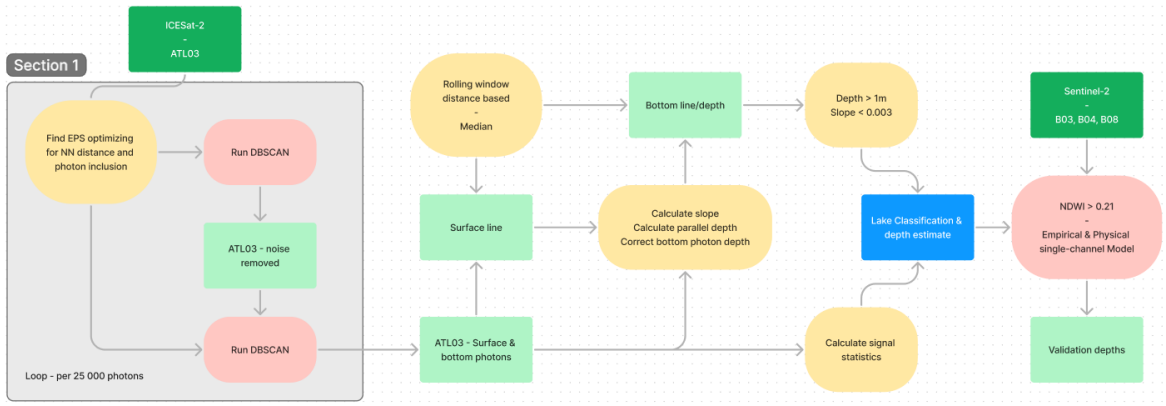 ICESat-2
-
ATL03
Section 1
Find EPS optimizing
for NN distance and
photon inclusion
Run DBSCAN
ATL03 - noise
removed
Run DBSCAN
Loop - per 25 000 photons
Rolling window
distance based
-
Median
Surface line
ATL03 - Surface &
bottom photons
Bottom line/depth
Calculate slope
Calculate parallel depth
Correct bottom photon depth
Depth > 1m
Slope < 0.003
Lake Classification &
depth estimate
Calculate signal
statistics
Sentinel-2
-
B03, B04, B08
NDWI > 0.21
-
Empirical & Physical
single-channel Model
Validation depths